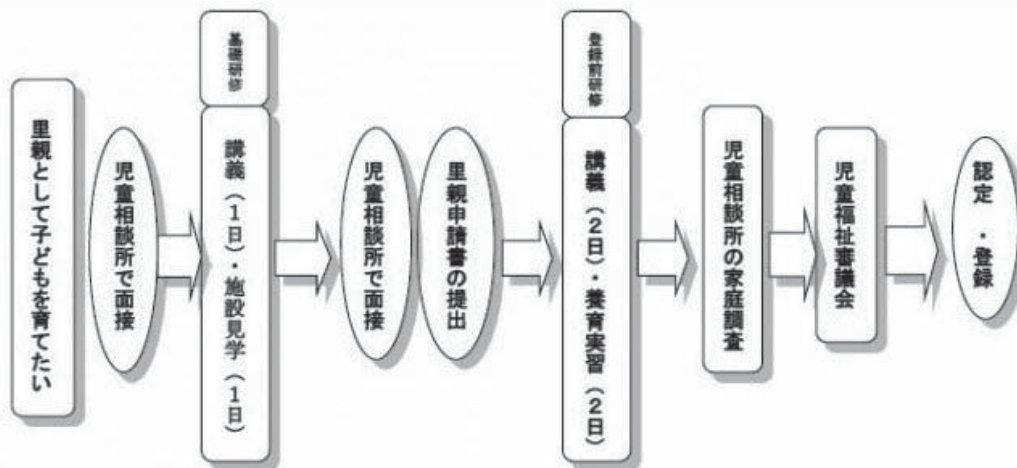 里親として子どもを育てたい
児童相談所で面接
基礎研修
講義（1日）・施設見学（1日）
児童相談所で面接
里親申請書の提出
登録前研修
講義（2日）・養育実習（2日）
児童相談所の家庭調査
児童福祉審議会
認定・登録